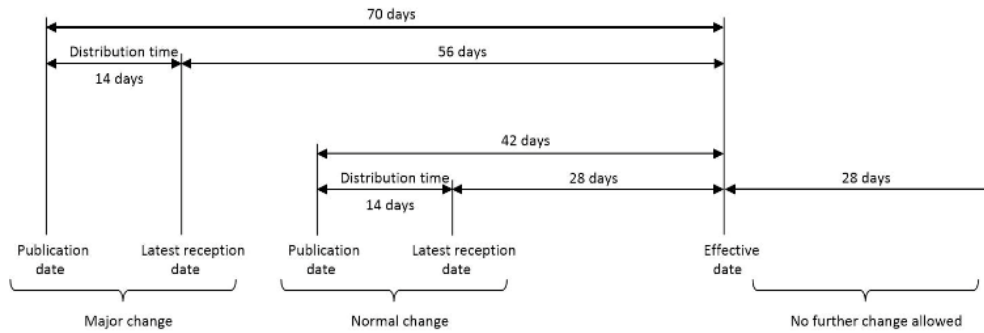 70 days
Distribution time
56 days
14 days
42 days
Distribution time
28 days
28 days
14 days
Publication
date
Latest reception
date
Publication
date
Latest reception
date
Effective
date
Major change
Normal change
No further change allowed